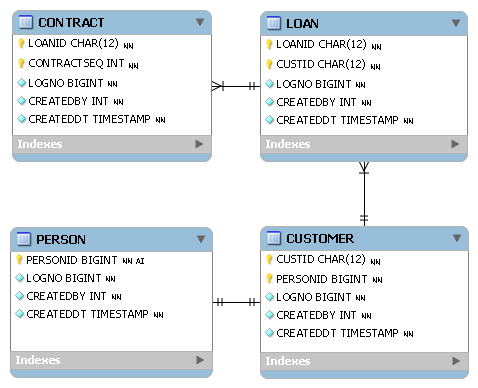 CONTRACT
LOANID CHAR(12) NN
CONTRACTSEQ INT NN
LOGNO BIGINT NN
CREATEDBY INT NN
CREATEDDT TIMESTAMP NN
Indexes
LOAN
LOANID CHAR(12) NN
CUSTID CHAR(12) NN
LOGNO BIGINT NN
CREATEDBY INT NN
CREATEDDT TIMESTAMP NN
Indexes
PERSON
PERSONID BIGINT NN AI
LOGNO BIGINT NN
CREATEDBY INT NN
CREATEDDT TIMESTAMP NN
Indexes
CUSTOMER
CUSTID CHAR(12) NN
PERSONID BIGINT NN
LOGNO BIGINT NN
CREATEDBY INT NN
CREATEDDT TIMESTAMP NN
Indexes